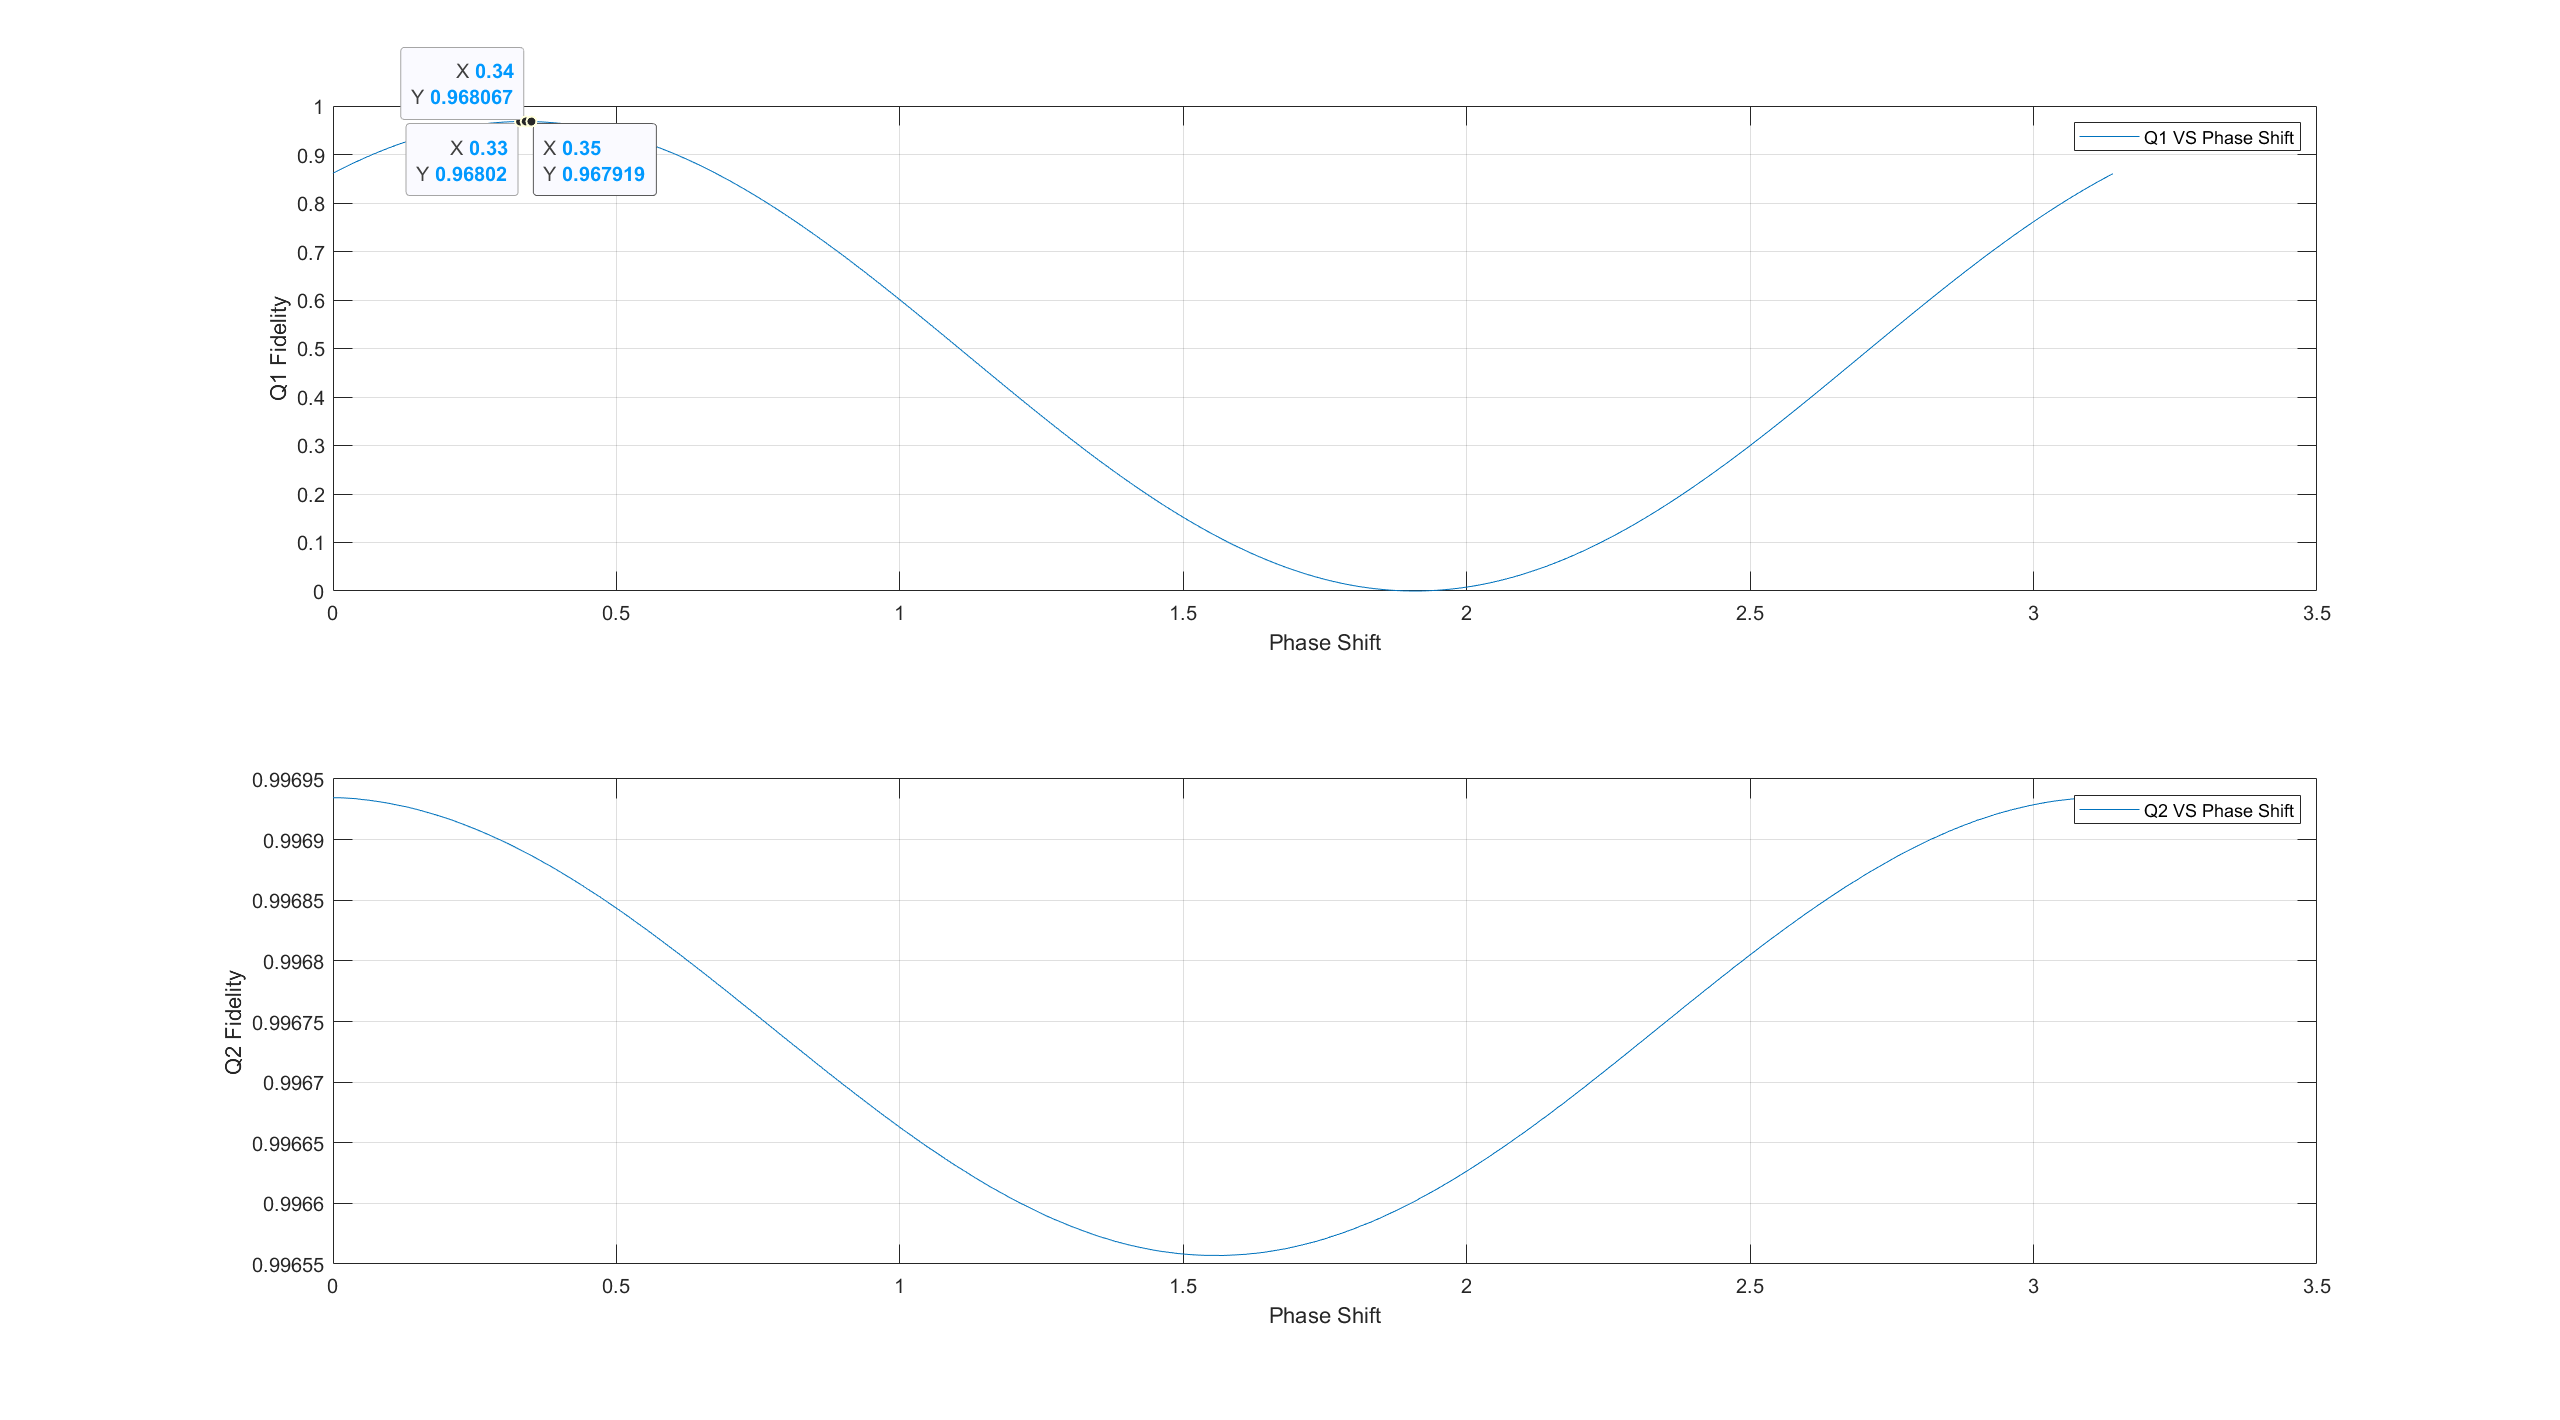 X 0.34
Y 0.968067
X 0.33
Y 0.96802
X 0.35
Y 0.967919
Q1 VS Phase Shift
1
0.9
0.8
0.7
0.6
0.5
0.4
0.3
0.2
0.1
0
Q1 Fidelity
0 0.5 1 1.5 2 2.5 3 3.5
Phase Shift
Q2 VS Phase Shift
0.99695
0.9969
0.99685
0.9968
0.99675
0.9967
0.99665
0.9966
0.99655
Q2 Fidelity
0 0.5 1 1.5 2 2.5 3 3.5
Phase Shift